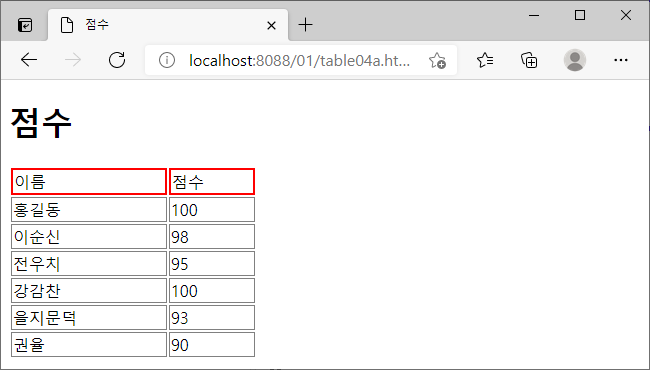 점수
localhost:8088/01/table04a.ht...
점수
이름 점수
홍길동 100
이순신 98
전우치 95
강감찬 100
을지문덕 93
권율 90